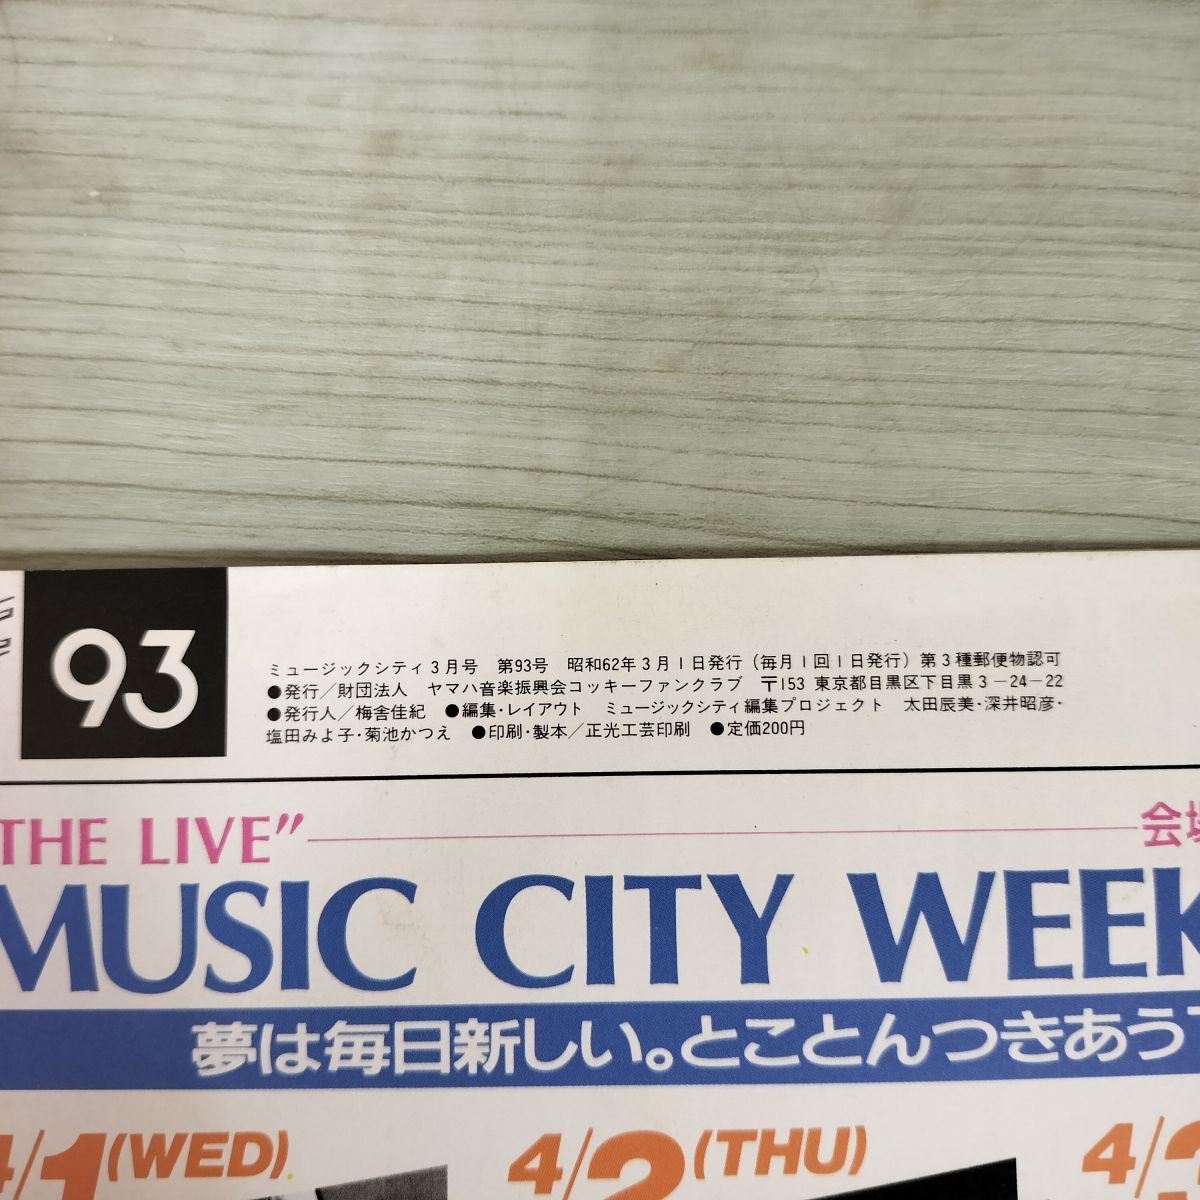 93
ミュージックシティ3月号 第93号 昭和62年3月1日発行(毎月1回1日発行)第3種郵便物認可
●発行/財団法人 ヤマハ音楽振興会コッキーファンクラブ 〒153 東京都目黒区下目黒3-24-22
●発行人/梅舎佳紀 ●編集・レイアウト ミュージックシティ編集プロジェクト 太田辰美・深井昭彦・
塩田みよ子・菊池かつえ ●印刷・製本/正光工芸印刷 ●定価200円
THE LIVE” 会場
MUSIC CITY WEEK
夢は毎日新しい。とことんつきあう
4/1(WED) 4/2(THU) 4/3